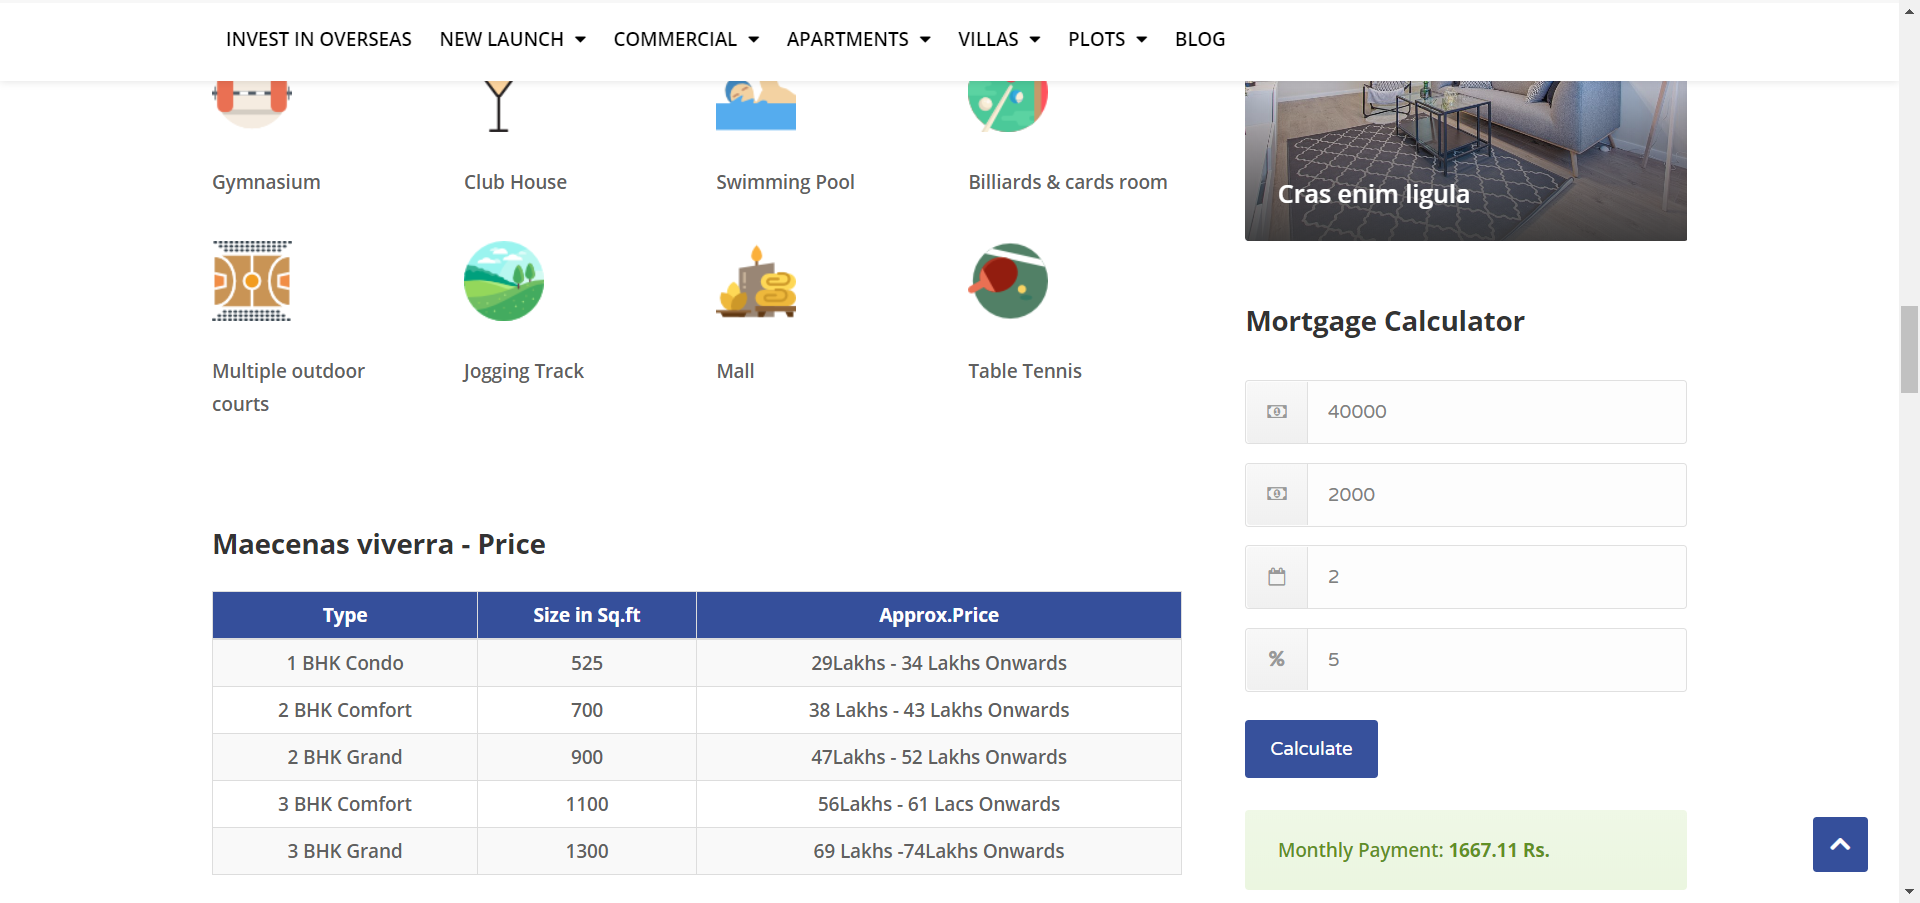 INVEST IN OVERSEAS NEW LAUNCH COMMERCIAL APARTMENTS VILLAS PLOTS BLOG
Gymnasium
Club House
Swimming Pool
Billiards & cards room
Multiple outdoor
courts
Jogging Track
Mall
Table Tennis
Maecenas viverra - Price
Type Size in Sq.ft Approx.Price
1 BHK Condo 525 29Lakhs - 34 Lakhs Onwards
2 BHK Comfort 700 38 Lakhs - 43 Lakhs Onwards
2 BHK Grand 900 47Lakhs - 52 Lakhs Onwards
3 BHK Comfort 1100 56Lakhs - 61 Lacs Onwards
3 BHK Grand 1300 69 Lakhs -74Lakhs Onwards
Cras enim ligula
Mortgage Calculator
40000
2000
2
% 5
Calculate
Monthly Payment: 1667.11 Rs.